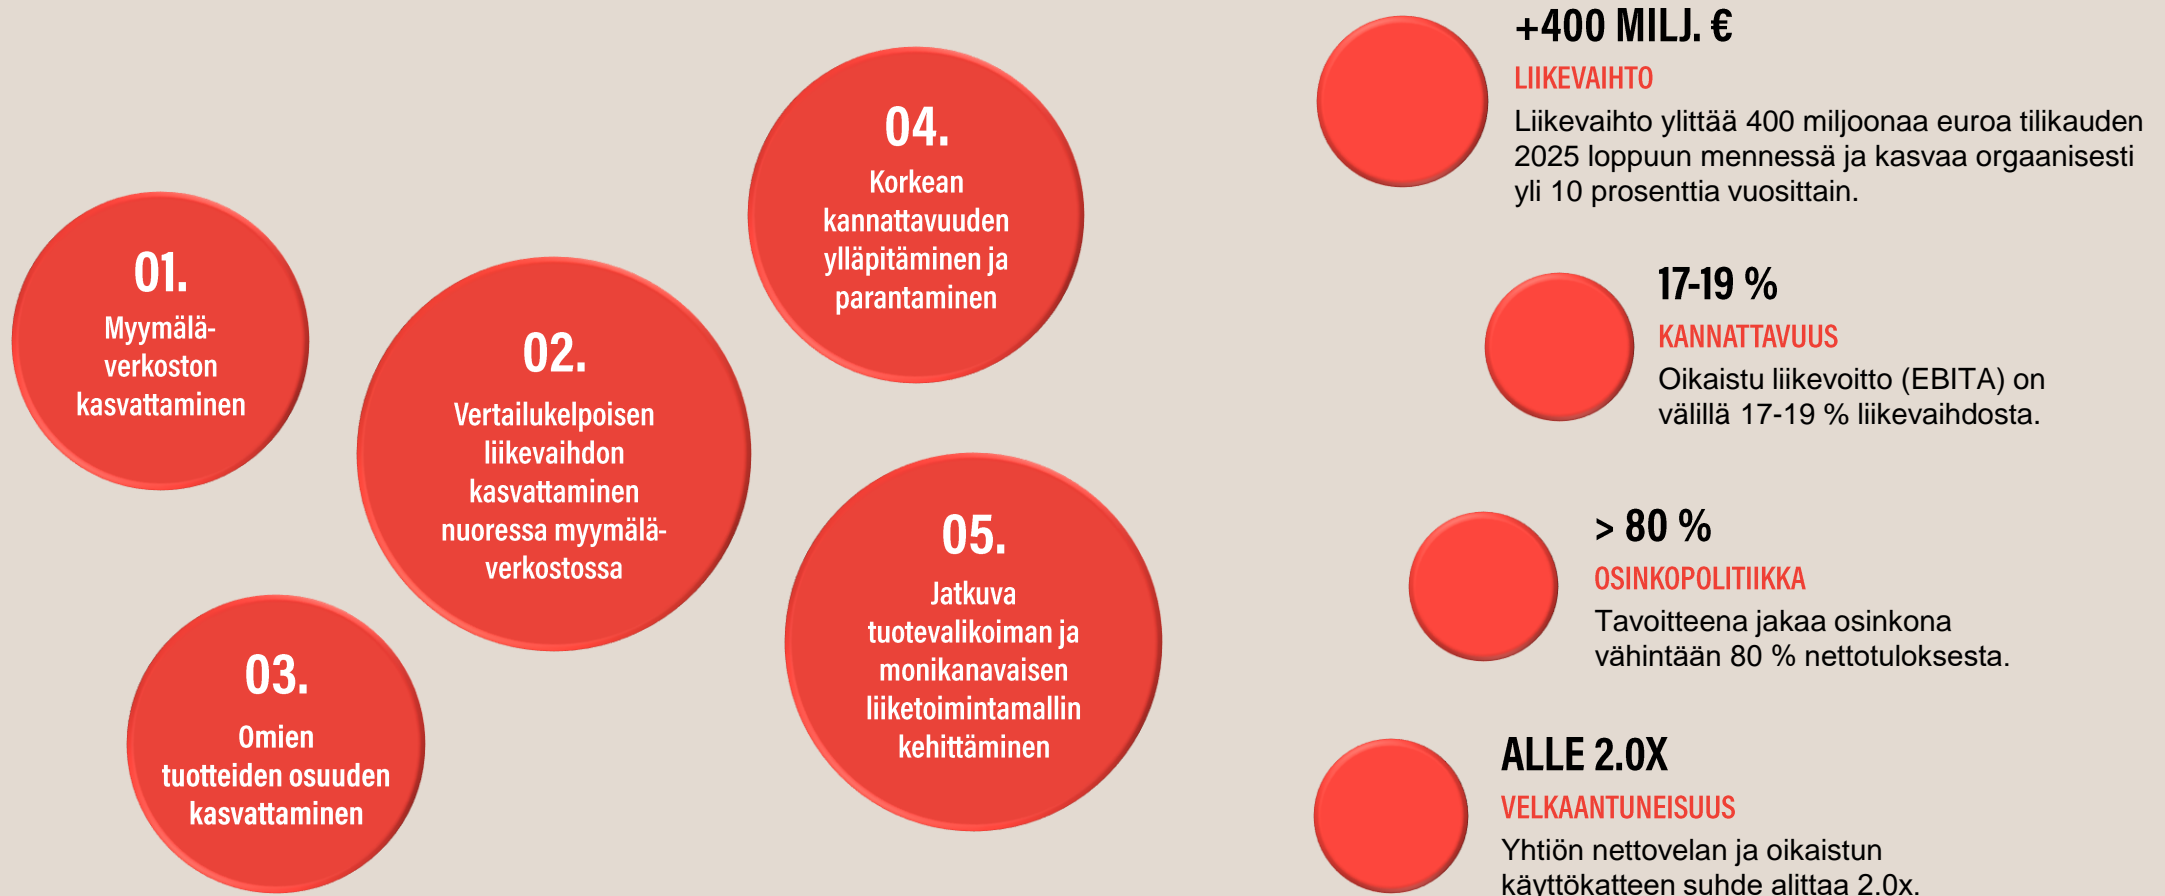 01.
Myymälä-
verkoston
kasvattaminen
02.
Vertailukelpoisen
liikevaihdon
kasvattaminen
nuoressa myymälä-
verkostossa
03.
Omien
tuotteiden osuuden
kasvattaminen
04.
Korkean
kannattavuuden
ylläpitäminen ja
parantaminen
05.
Jatkuva
tuotevalikoiman ja
monikanavaisen
liiketoimintamallin
kehittäminen
+400 MILJ. €
LIIKEVAIHTO
Liikevaihto ylittää 400 miljoonaa euroa tilikauden
2025 loppuun mennessä ja kasvaa orgaanisesti
yli 10 prosenttia vuosittain.
17-19 %
KANNATTAVUUS
Oikaistu liikevoitto (EBITA) on
välillä 17-19 % liikevaihdosta.
> 80 %
OSINKOPOLITIIKKA
Tavoitteena jakaa osinkona
vähintään 80 % nettotuloksesta.
ALLE 2.0X
VELKAANTUNEISUUS
Yhtiön nettovelan ja oikaistun
käyttökatteen suhde alittaa 2.0x.